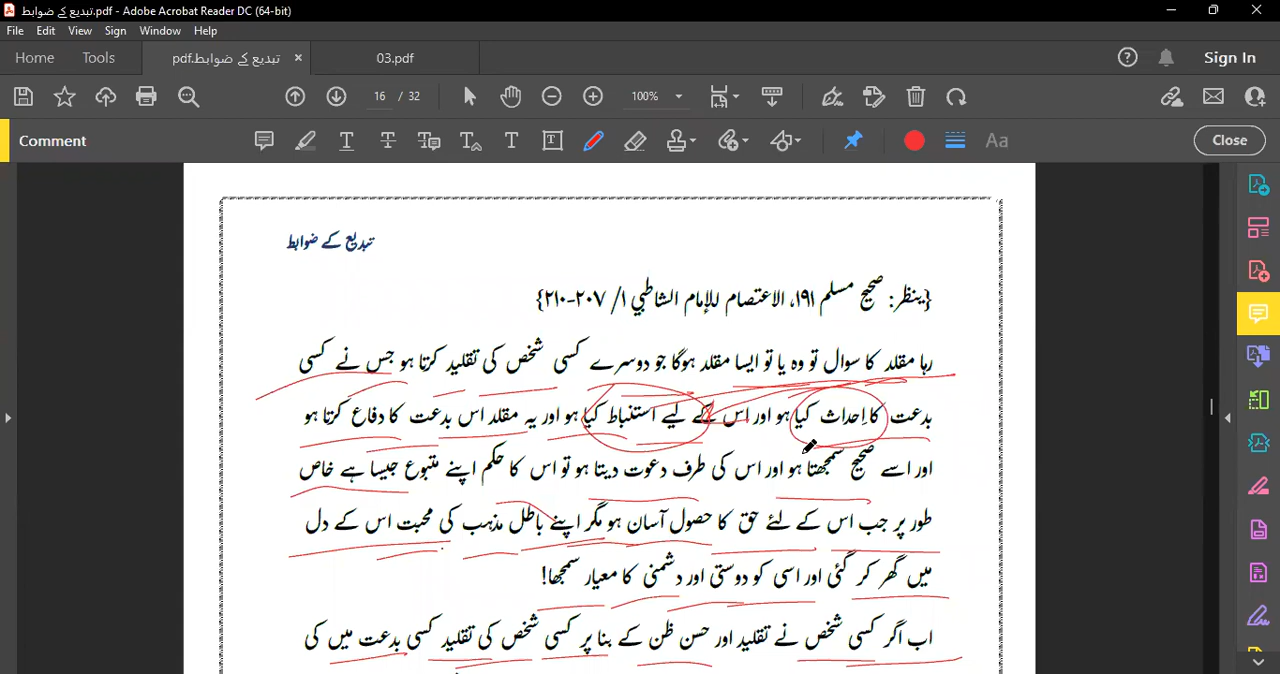 تبدیع کے ضوابط.pdf - Adobe Acrobat Reader DC (64-bit)
File Edit View Sign Window Help
Home Tools تبدیع کے ضوابط.pdf 03.pdf Sign In
16 / 32 100%
Comment Close
تبدیع کے ضوابط
{ینظر: صحیح مسلم ۱۹۱، الاعتصام للإمام الشاطبي ۱/ ۲۰۷-۲۱۰}
رہا مقلد کا سوال تو وہ یا تو ایسا مقلد ہوگا جو دوسرے کسی شخص کی تقلید کرتا ہو جس نے کسی
بدعت کا اِحداث کیا ہو اور اس کے لیے استنباط کیا ہو اور یہ مقلد اس بدعت کا دفاع کرتا ہو
اور اسے صحیح سمجھتا ہو اور اس کی طرف دعوت دیتا ہو تو اس کا حکم اپنے متبوع جیسا ہے خاص
طور پر جب اس کے لئے حق کا حصول آسان ہو مگر اپنے باطل مذہب کی محبت اس کے دل
میں گھر کر گئی اور اسی کو دوستی اور دشمنی کا معیار سمجھا!
اب اگر کسی شخص نے تقلید اور حسن ظن کے بنا پر کسی شخص کی تقلید کسی بدعت میں کی